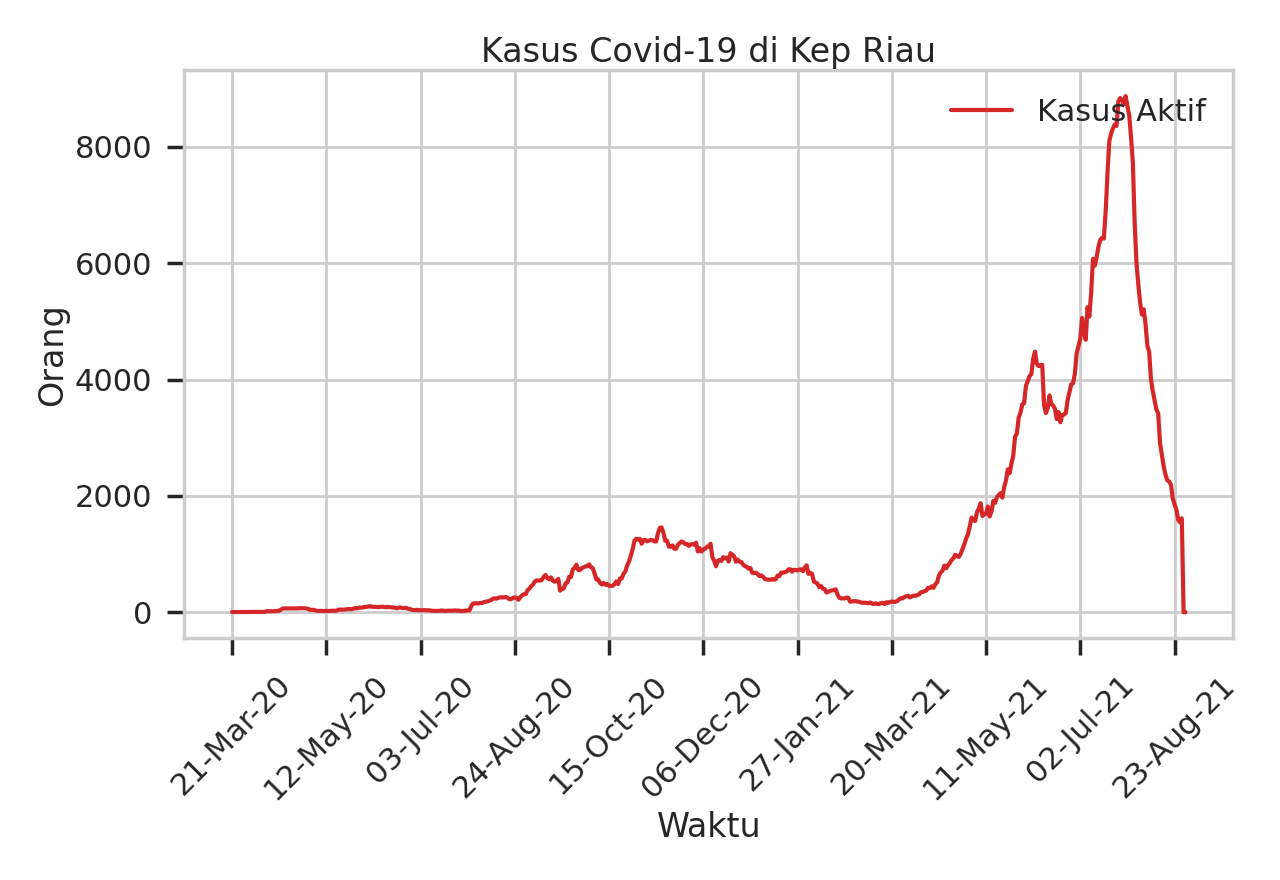 Kasus Covid-19 di Kep Riau
Kasus Aktif
Orang
8000
6000
4000
2000
0
21-Mar-20
12-May-20
03-Jul-20
24-Aug-20
15-Oct-20
06-Dec-20
27-Jan-21
20-Mar-21
11-May-21
02-Jul-21
23-Aug-21
Waktu